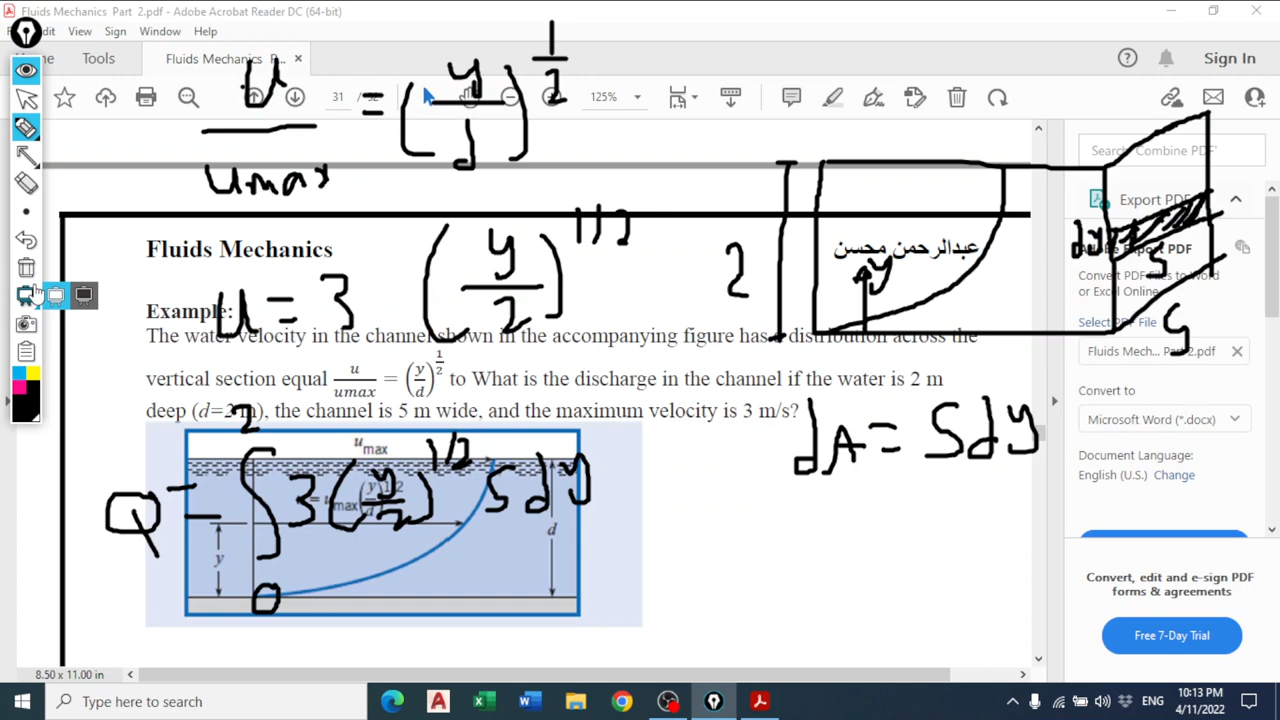 Fluids Mechanics Part 2.pdf - Adobe Acrobat Reader DC (64-bit)
View Sign Window Help
Tools Fluids Mechanics P... × Sign In
31 125%
u/umax = (y/d)^1/2
Search 'Combine PDF'
Export PDF
Fluids Mechanics
عبدالرحمن محسن
2
y
dy
5
5
u = 3 (y/2)^1/2
Adobe Export PDF
Convert PDF Files to Word
or Excel Online
Select PDF File
Fluids Mech... Part 2.pdf ×
Convert to
Microsoft Word (*.docx)
Document Language:
English (U.S.) Change
Example:
The water velocity in the channel shown in the accompanying figure has a distribution across the
vertical section equal u/umax = (y/d)^1/2 to What is the discharge in the channel if the water is 2 m
deep (d=2 m), the channel is 5 m wide, and the maximum velocity is 3 m/s?
dA = 5dy
umax
y
d
Q = ∫₀² 3 (y/2)^1/2 5 dy
Convert, edit and e-sign PDF
forms & agreements
Free 7-Day Trial
8.50 x 11.00 in
Type here to search
ENG
10:13 PM
4/11/2022